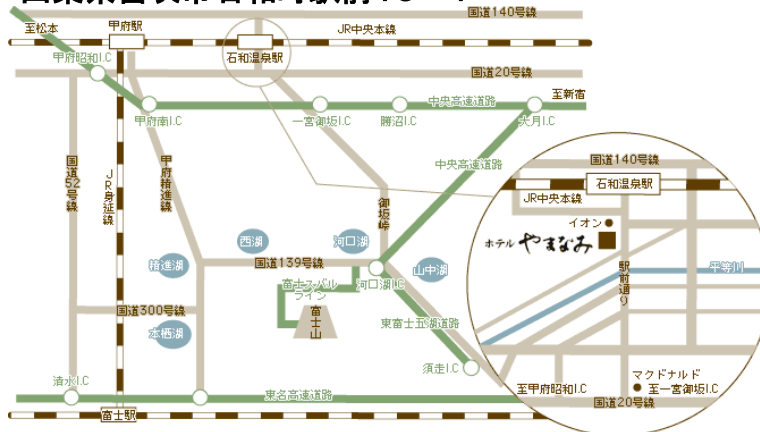 国道140号線
至松本
甲府駅
JR中央本線
甲府昭和I.C
石和温泉駅
国道20号線
至新宿
中央高速道路
甲府南I.C
一宮御坂I.C
勝沼I.C
大月I.C
国道52号線
JR身延線
甲府精進線
中央高速道路
御坂峠
西湖
河口湖
精進湖
国道139号線
山中湖
富士スバル
ライン
河口湖I.C
国道300号線
富士山
東富士五湖道路
本栖湖
須走I.C
清水I.C
東名高速道路
富士駅
国道140号線
石和温泉駅
JR中央本線
イオン
ホテル やまなみ
駅前通り
平等川
マクドナルド
至甲府昭和I.C
至一宮御坂I.C
国道20号線